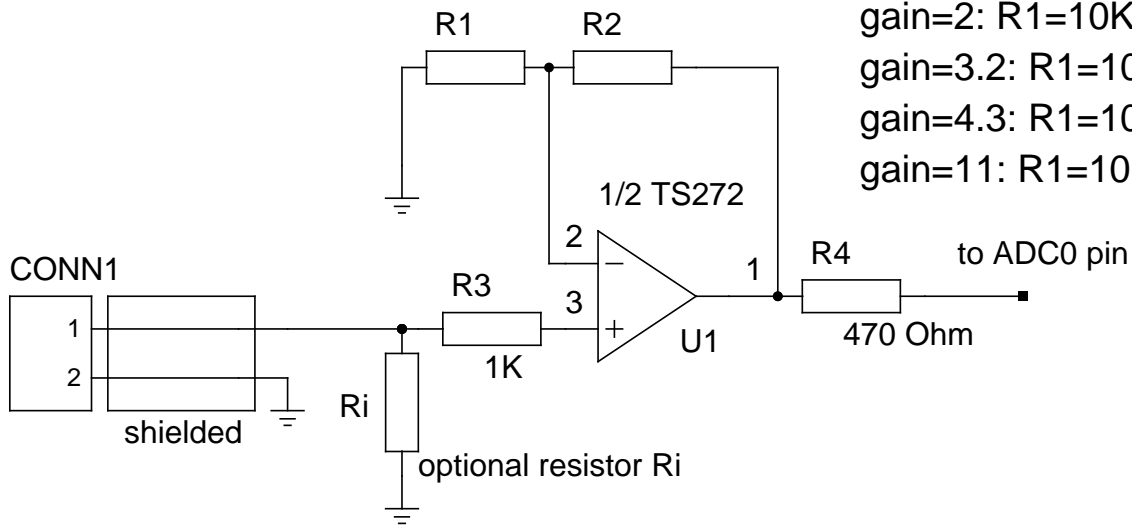 R1
R2
gain=2: R1=10K
gain=3.2: R1=10
gain=4.3: R1=10
gain=11: R1=10
1/2 TS272
2
3
1
U1
R4
470 Ohm
to ADC0 pin
CONN1
1
2
shielded
R3
1K
Ri
optional resistor Ri